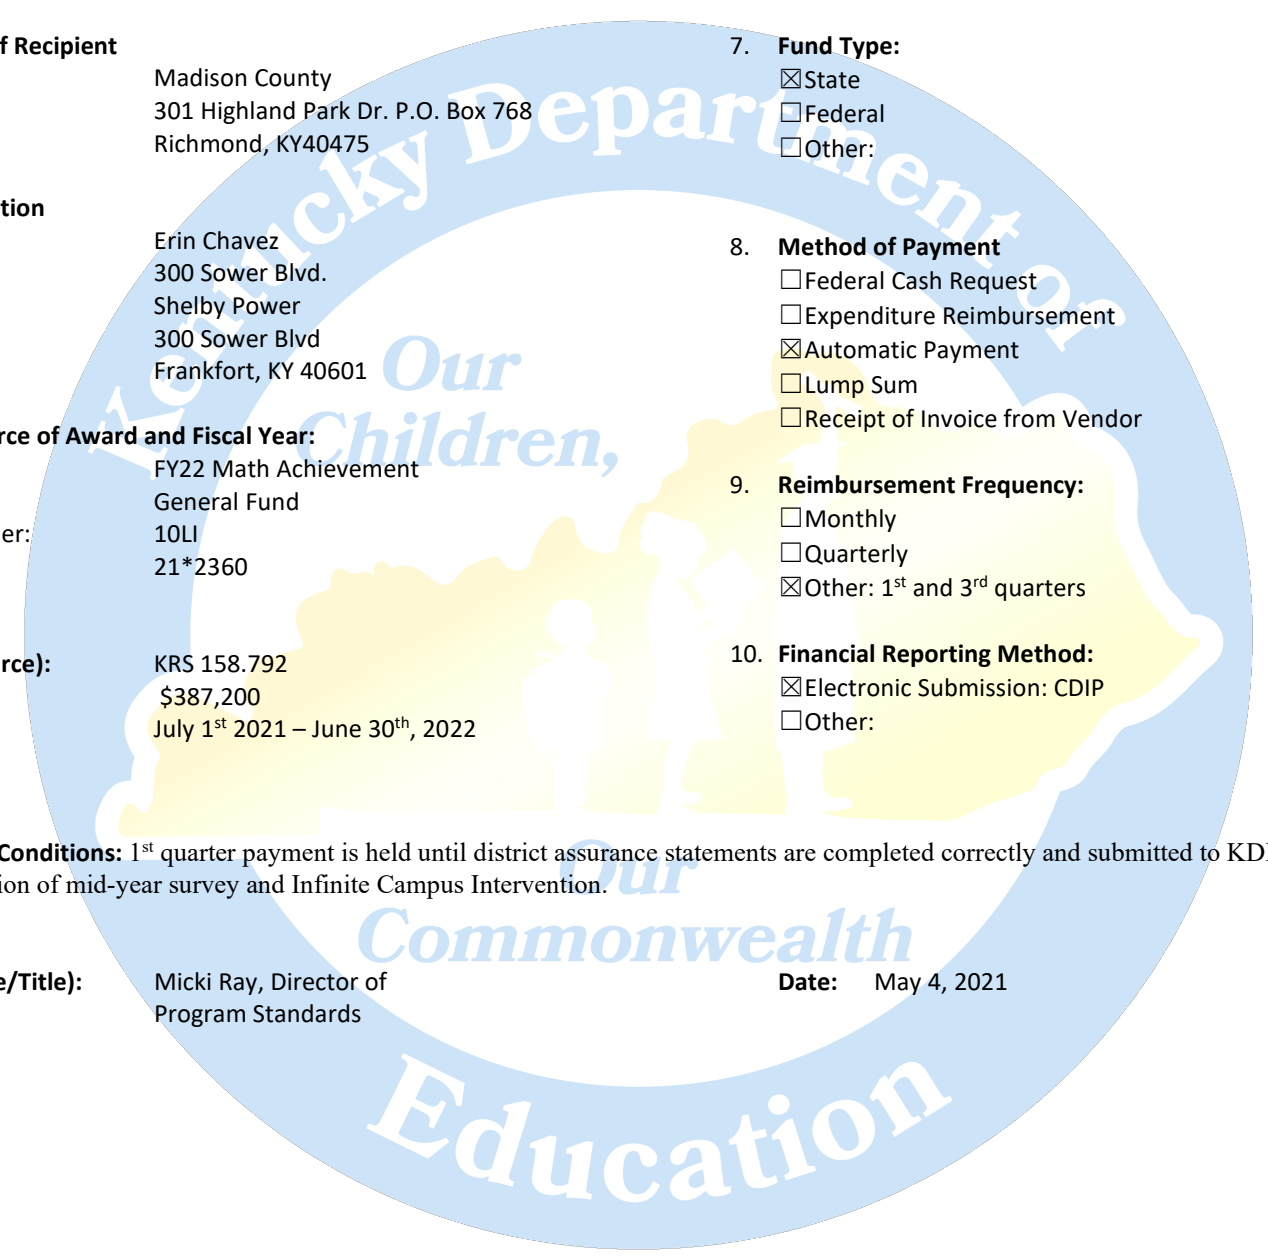 f Recipient
Madison County
301 Highland Park Dr. P.O. Box 768
Richmond, KY40475
tion
Erin Chavez
300 Sower Blvd.
Shelby Power
300 Sower Blvd
Frankfort, KY 40601
rce of Award and Fiscal Year:
FY22 Math Achievement
General Fund
er: 10LI
21*2360
rce): KRS 158.792
$387,200
July 1st 2021 – June 30th, 2022
7. Fund Type:
☒State
☐Federal
☐Other:
8. Method of Payment
☐Federal Cash Request
☐Expenditure Reimbursement
☒Automatic Payment
☐Lump Sum
☐Receipt of Invoice from Vendor
9. Reimbursement Frequency:
☐Monthly
☐Quarterly
☒Other: 1st and 3rd quarters
10. Financial Reporting Method:
☒Electronic Submission: CDIP
☐Other:
Conditions: 1st quarter payment is held until district assurance statements are completed correctly and submitted to KD
ion of mid-year survey and Infinite Campus Intervention.
e/Title): Micki Ray, Director of
Program Standards
Date: May 4, 2021
Kentucky Department of
Education
Our
Children,
Our
Commonwealth